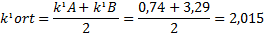 k¹ort = (k¹A + k¹B) / 2 = (0,74 + 3,29) / 2 = 2,015